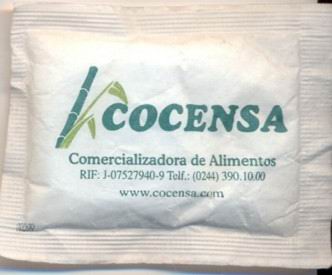 COCENSA
Comercializadora de Alimentos
RIF: J-07527940-9 Telf.: (0244) 390.10.00
www.cocensa.com